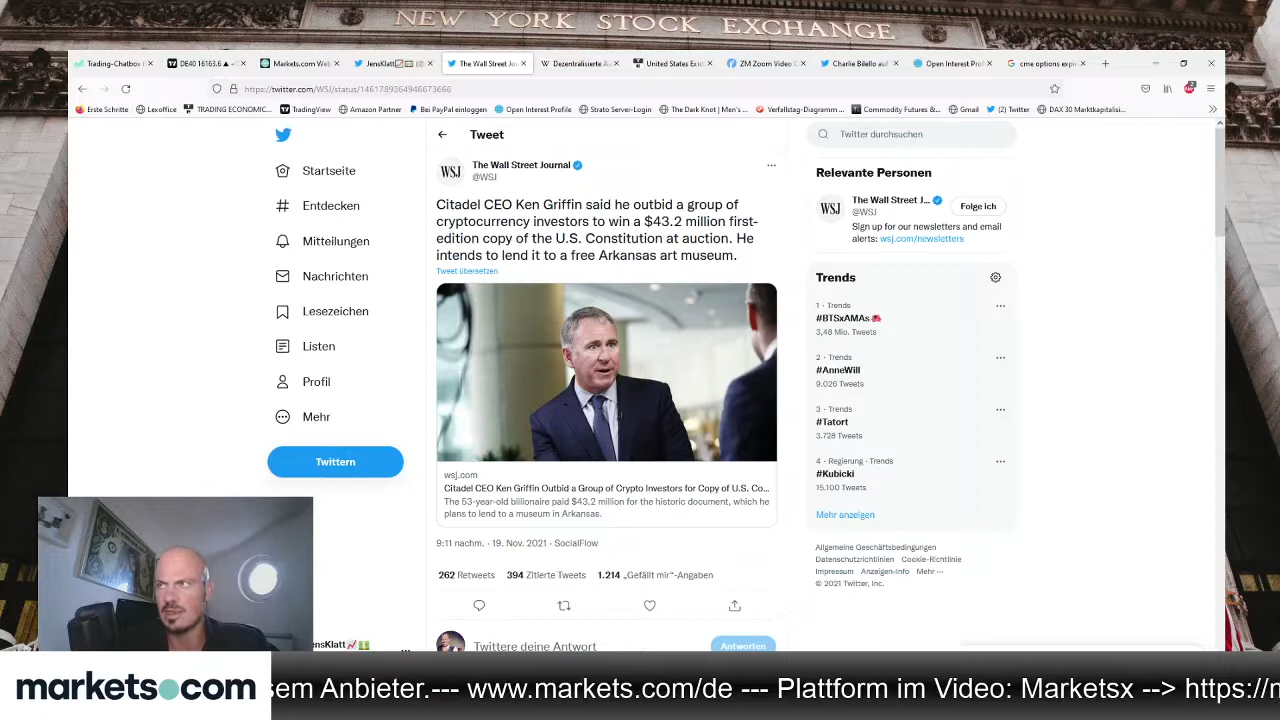 NEW YORK STOCK EXCHANGE
Trading-Chatbox
DE40 16163.6 ▲
Markets.com Web
JensKlatt
The Wall Street Jou
Dezentralisierte Au
United States Exist
ZM Zoom Video C
Charlie Bilello auf
Open Interest Prof
cme options expir
https://twitter.com/WSJ/status/1461789364946673666
Erste Schritte
Lexoffice
TRADING ECONOMIC...
TradingView
Amazon Partner
Bei PayPal einloggen
Open Interest Profile
Strato Server-Login
The Dark Knot | Men's ...
Verfallstag-Diagramm ...
Commodity Futures &...
Gmail
(2) Twitter
DAX 30 Marktkapitalisi...
Startseite
Entdecken
Mitteilungen
Nachrichten
Lesezeichen
Listen
Profil
Mehr
Twittern
ensKlatt
Tweet
The Wall Street Journal
@WSJ
Citadel CEO Ken Griffin said he outbid a group of
cryptocurrency investors to win a $43.2 million first-
edition copy of the U.S. Constitution at auction. He
intends to lend it to a free Arkansas art museum.
Tweet übersetzen
wsj.com
Citadel CEO Ken Griffin Outbid a Group of Crypto Investors for Copy of U.S. Co...
The 53-year-old billionaire paid $43.2 million for the historic document, which he
plans to lend to a museum in Arkansas.
9:11 nachm. · 19. Nov. 2021 · SocialFlow
262 Retweets 394 Zitierte Tweets 1.214 „Gefällt mir“-Angaben
Twittere deine Antwort
Antworten
Twitter durchsuchen
Relevante Personen
WSJ
The Wall Street J...
@WSJ
Folge ich
Sign up for our newsletters and email
alerts: wsj.com/newsletters
Trends
1 · Trends
#BTSxAMAs
3,48 Mio. Tweets
2 · Trends
#AnneWill
9.026 Tweets
3 · Trends
#Tatort
3.728 Tweets
4 · Regierung · Trends
#Kubicki
15.100 Tweets
Mehr anzeigen
Allgemeine Geschäftsbedingungen
Datenschutzrichtlinien Cookie-Richtlinie
Impressum Anzeigen-Info Mehr ···
© 2021 Twitter, Inc.
markets.com
sem Anbieter.--- www.markets.com/de --- Plattform im Video: Marketsx --> https://m